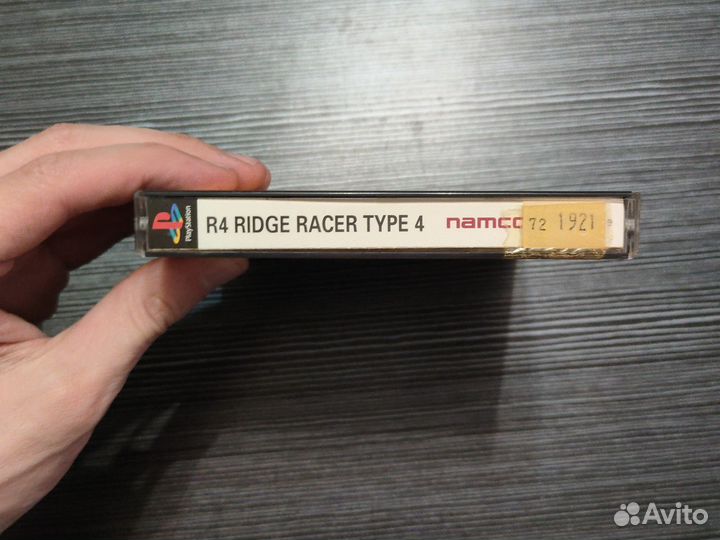 PlayStation
R4 RIDGE RACER TYPE 4 namco 72 1921
Avito